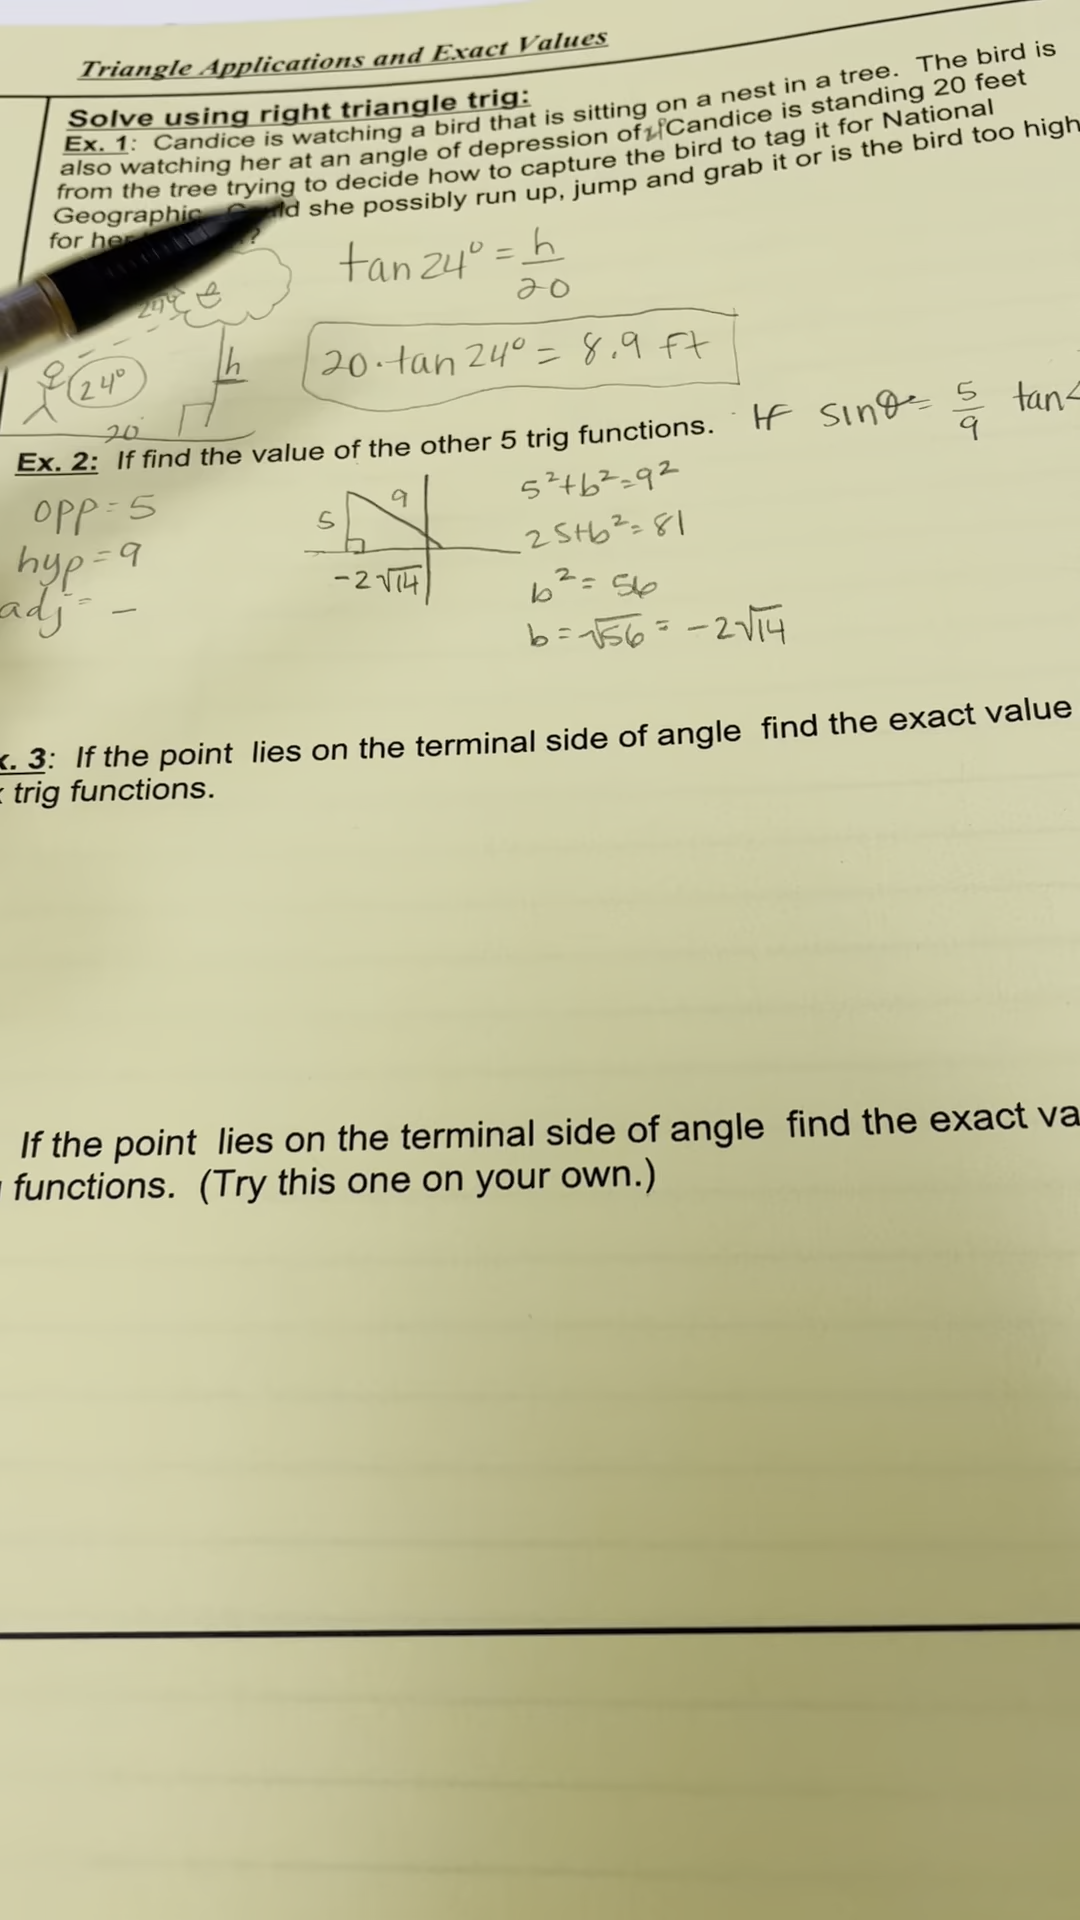 Triangle Applications and Exact Values
Solve using right triangle trig:
Ex. 1: Candice is watching a bird that is sitting on a nest in a tree. The bird is
also watching her at an angle of depression of Candice is standing 20 feet
from the tree trying to decide how to capture the bird to tag it for National
Geographic. she possibly run up, jump and grab it or is the bird too high
for her ?
tan 24° = h/20
24°
h
24°
20
20·tan 24° = 8.9 ft
Ex. 2: If find the value of the other 5 trig functions. If sinθ = 5/9 tan<
opp = 5
hyp = 9
adj = -
5
9
-2√14
5²+b²=9²
25+b²=81
b² = 56
b = √56 = -2√14
. 3: If the point lies on the terminal side of angle find the exact value
trig functions.
If the point lies on the terminal side of angle find the exact va
functions. (Try this one on your own.)